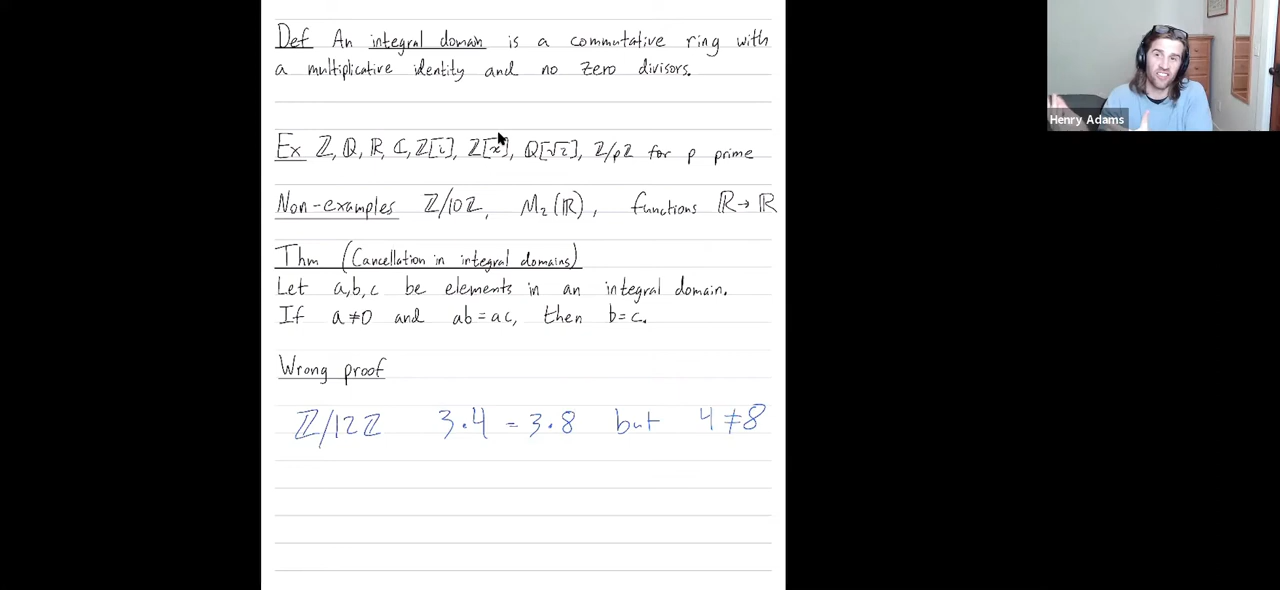 Def An integral domain is a commutative ring with
a multiplicative identity and no zero divisors.
Ex ℤ, ℚ, ℝ, ℂ, ℤ[i], ℤ[x], ℚ[√2], ℤ/pℤ for p prime
Non-examples ℤ/10ℤ, M₂(ℝ), functions ℝ→ℝ
Thm (Cancellation in integral domains)
Let a,b,c be elements in an integral domain.
If a≠0 and ab=ac, then b=c.
Wrong proof
ℤ/12ℤ 3·4 = 3·8 but 4≠8
Henry Adams